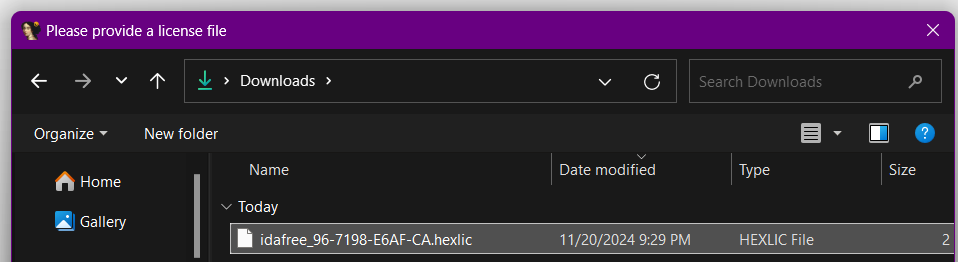 Please provide a license file
Downloads
Search Downloads
Organize
New folder
Name
Date modified
Type
Size
Home
Today
Gallery
idafree_96-7198-E6AF-CA.hexlic
11/20/2024 9:29 PM
HEXLIC File
2